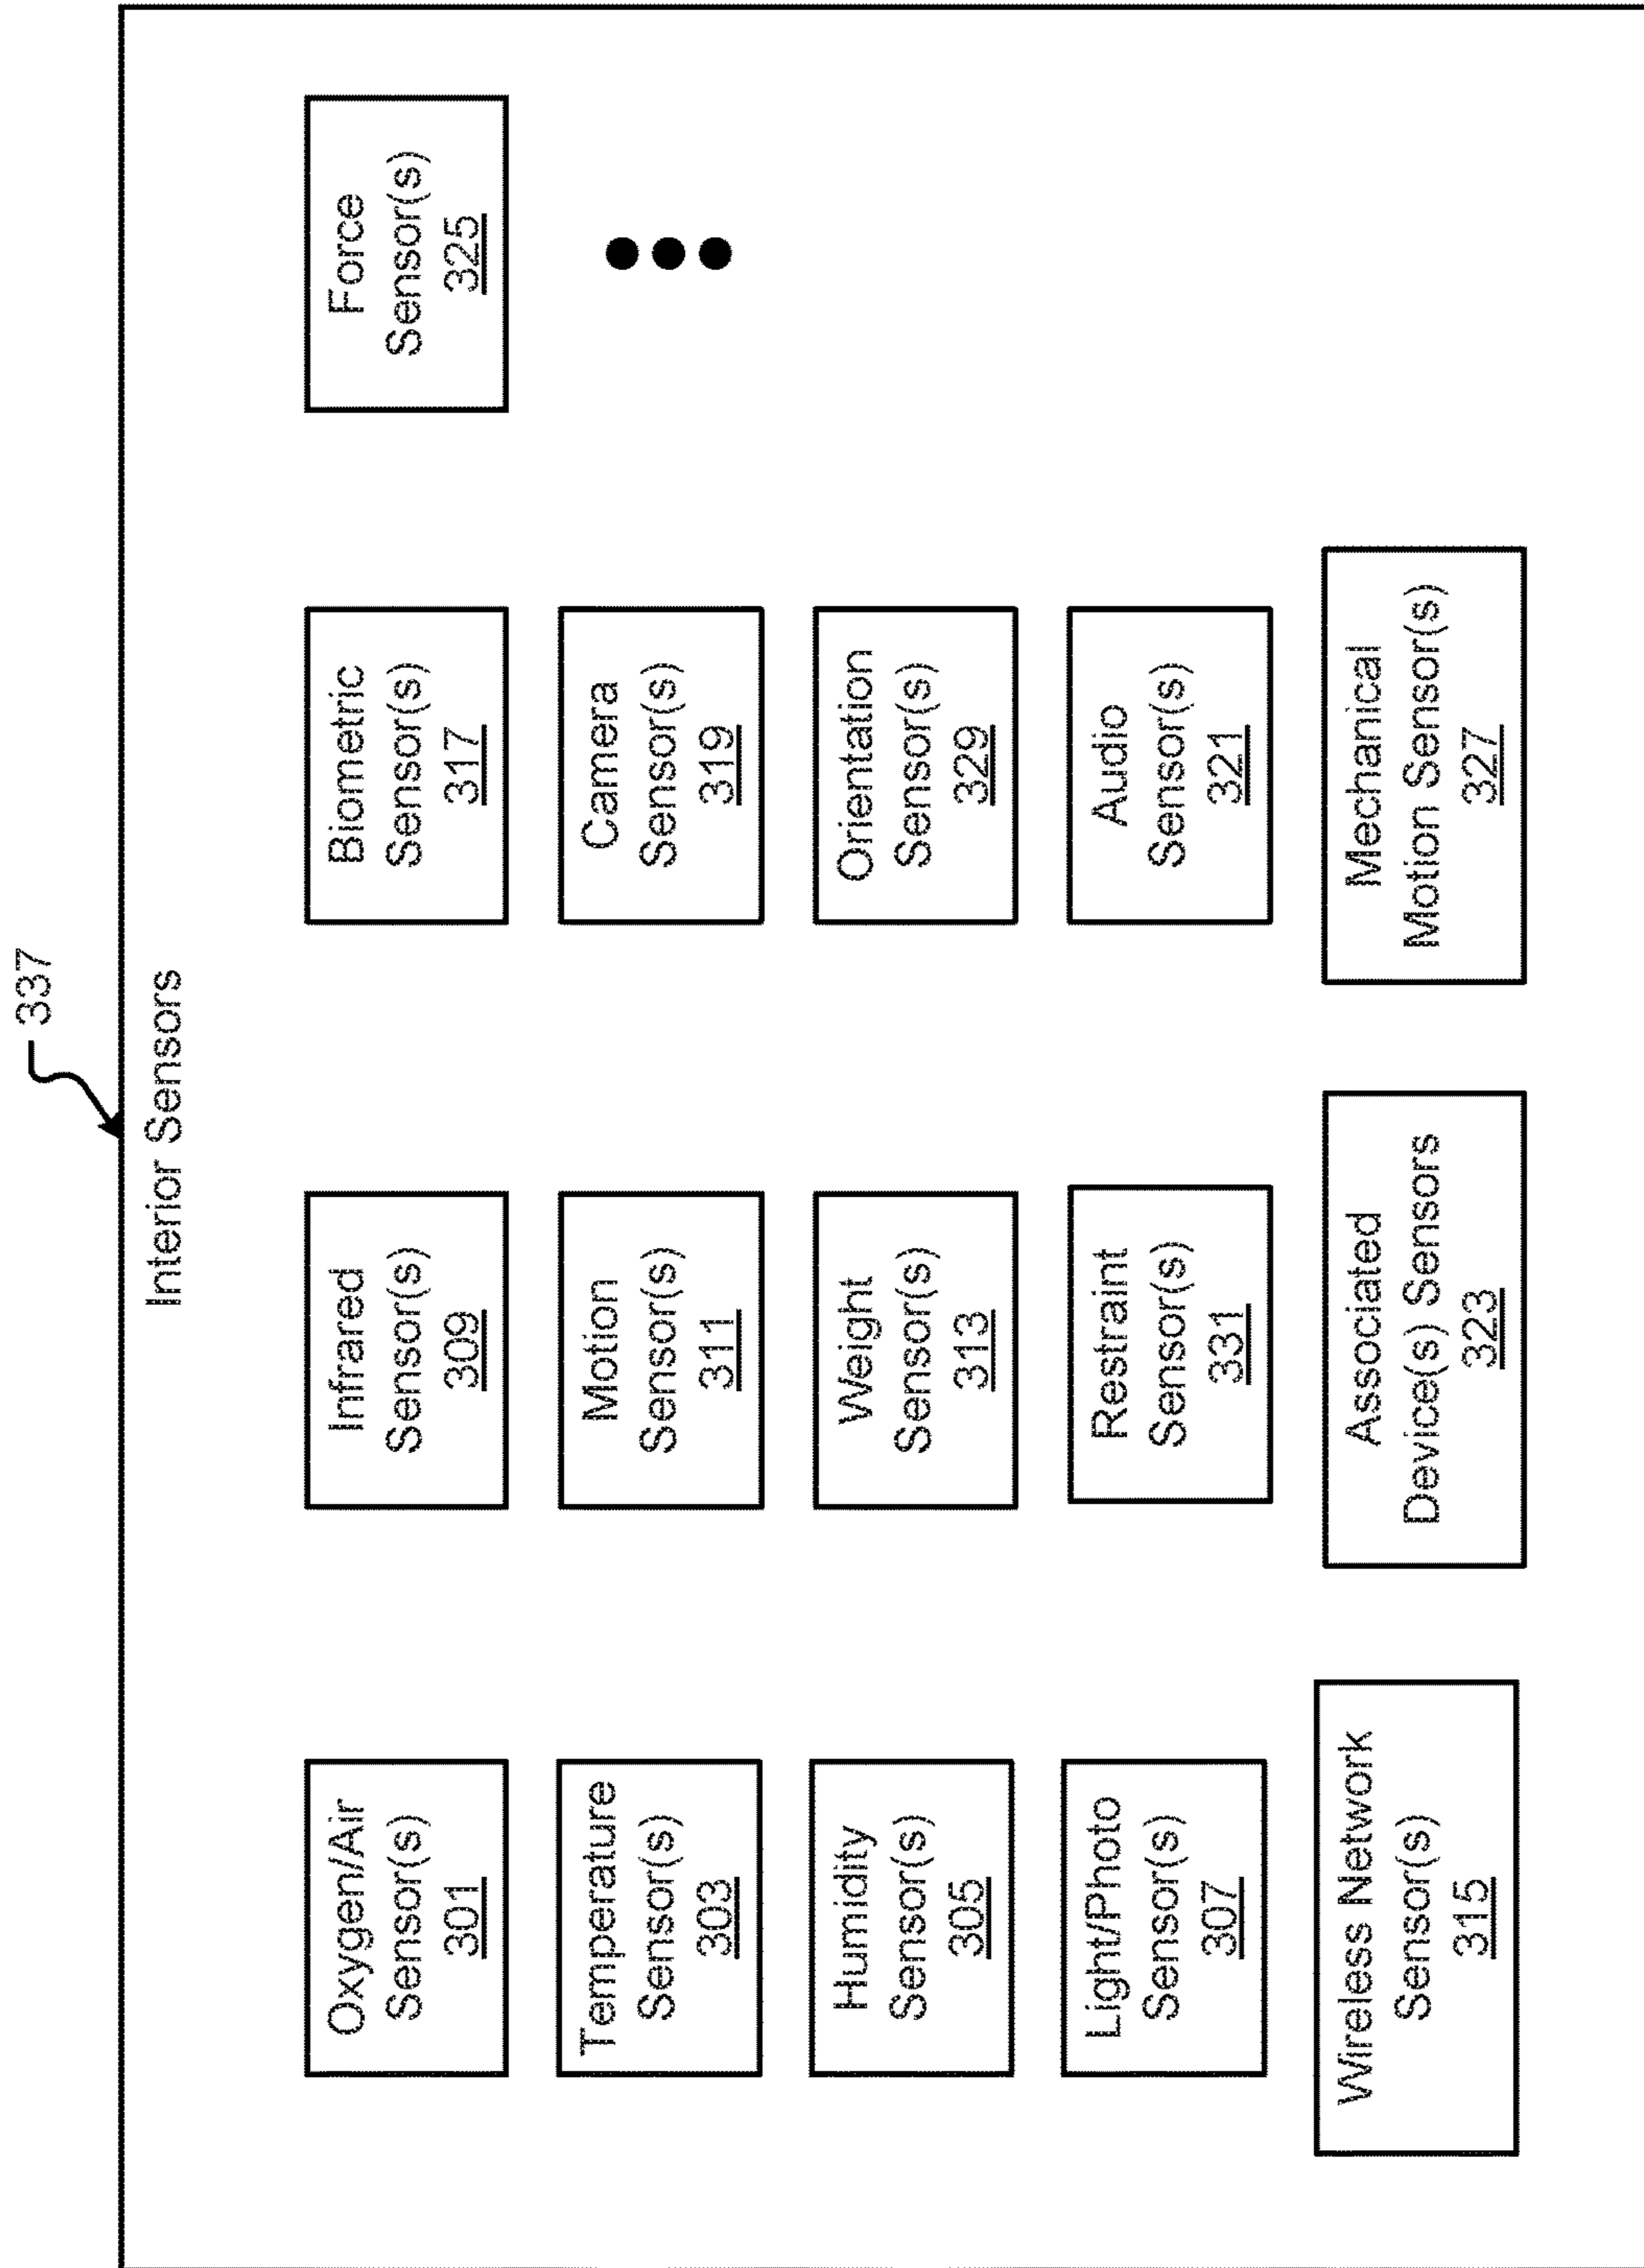 337
Interior Sensors
Oxygen/Air
Sensor(s)
301
Temperature
Sensor(s)
303
Humidity
Sensor(s)
305
Light/Photo
Sensor(s)
307
Wireless Network
Sensor(s)
315
Infrared
Sensor(s)
309
Motion
Sensor(s)
311
Weight
Sensor(s)
313
Restraint
Sensor(s)
331
Associated
Device(s) Sensors
323
Biometric
Sensor(s)
317
Camera
Sensor(s)
319
Orientation
Sensor(s)
329
Audio
Sensor(s)
321
Mechanical
Motion Sensor(s)
327
Force
Sensor(s)
325